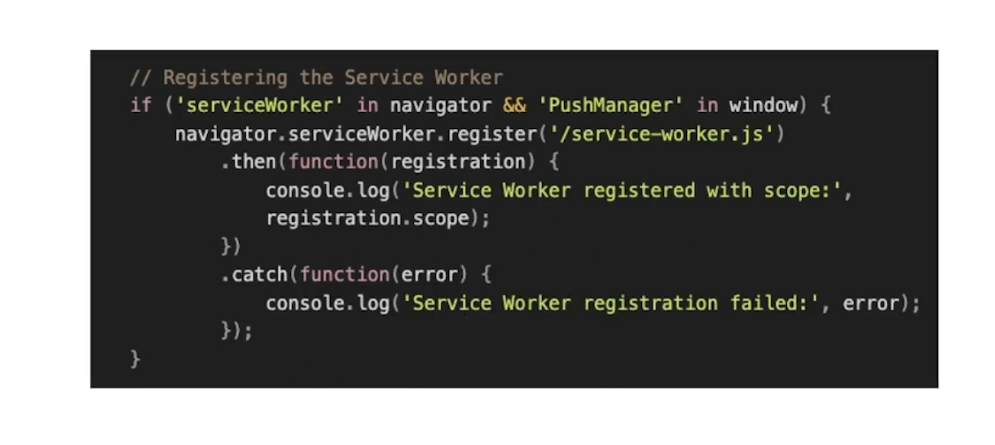 // Registering the Service Worker
if ('serviceWorker' in navigator && 'PushManager' in window) {
    navigator.serviceWorker.register('/service-worker.js')
        .then(function(registration) {
            console.log('Service Worker registered with scope:',
            registration.scope);
        })
        .catch(function(error) {
            console.log('Service Worker registration failed:', error);
        });
}